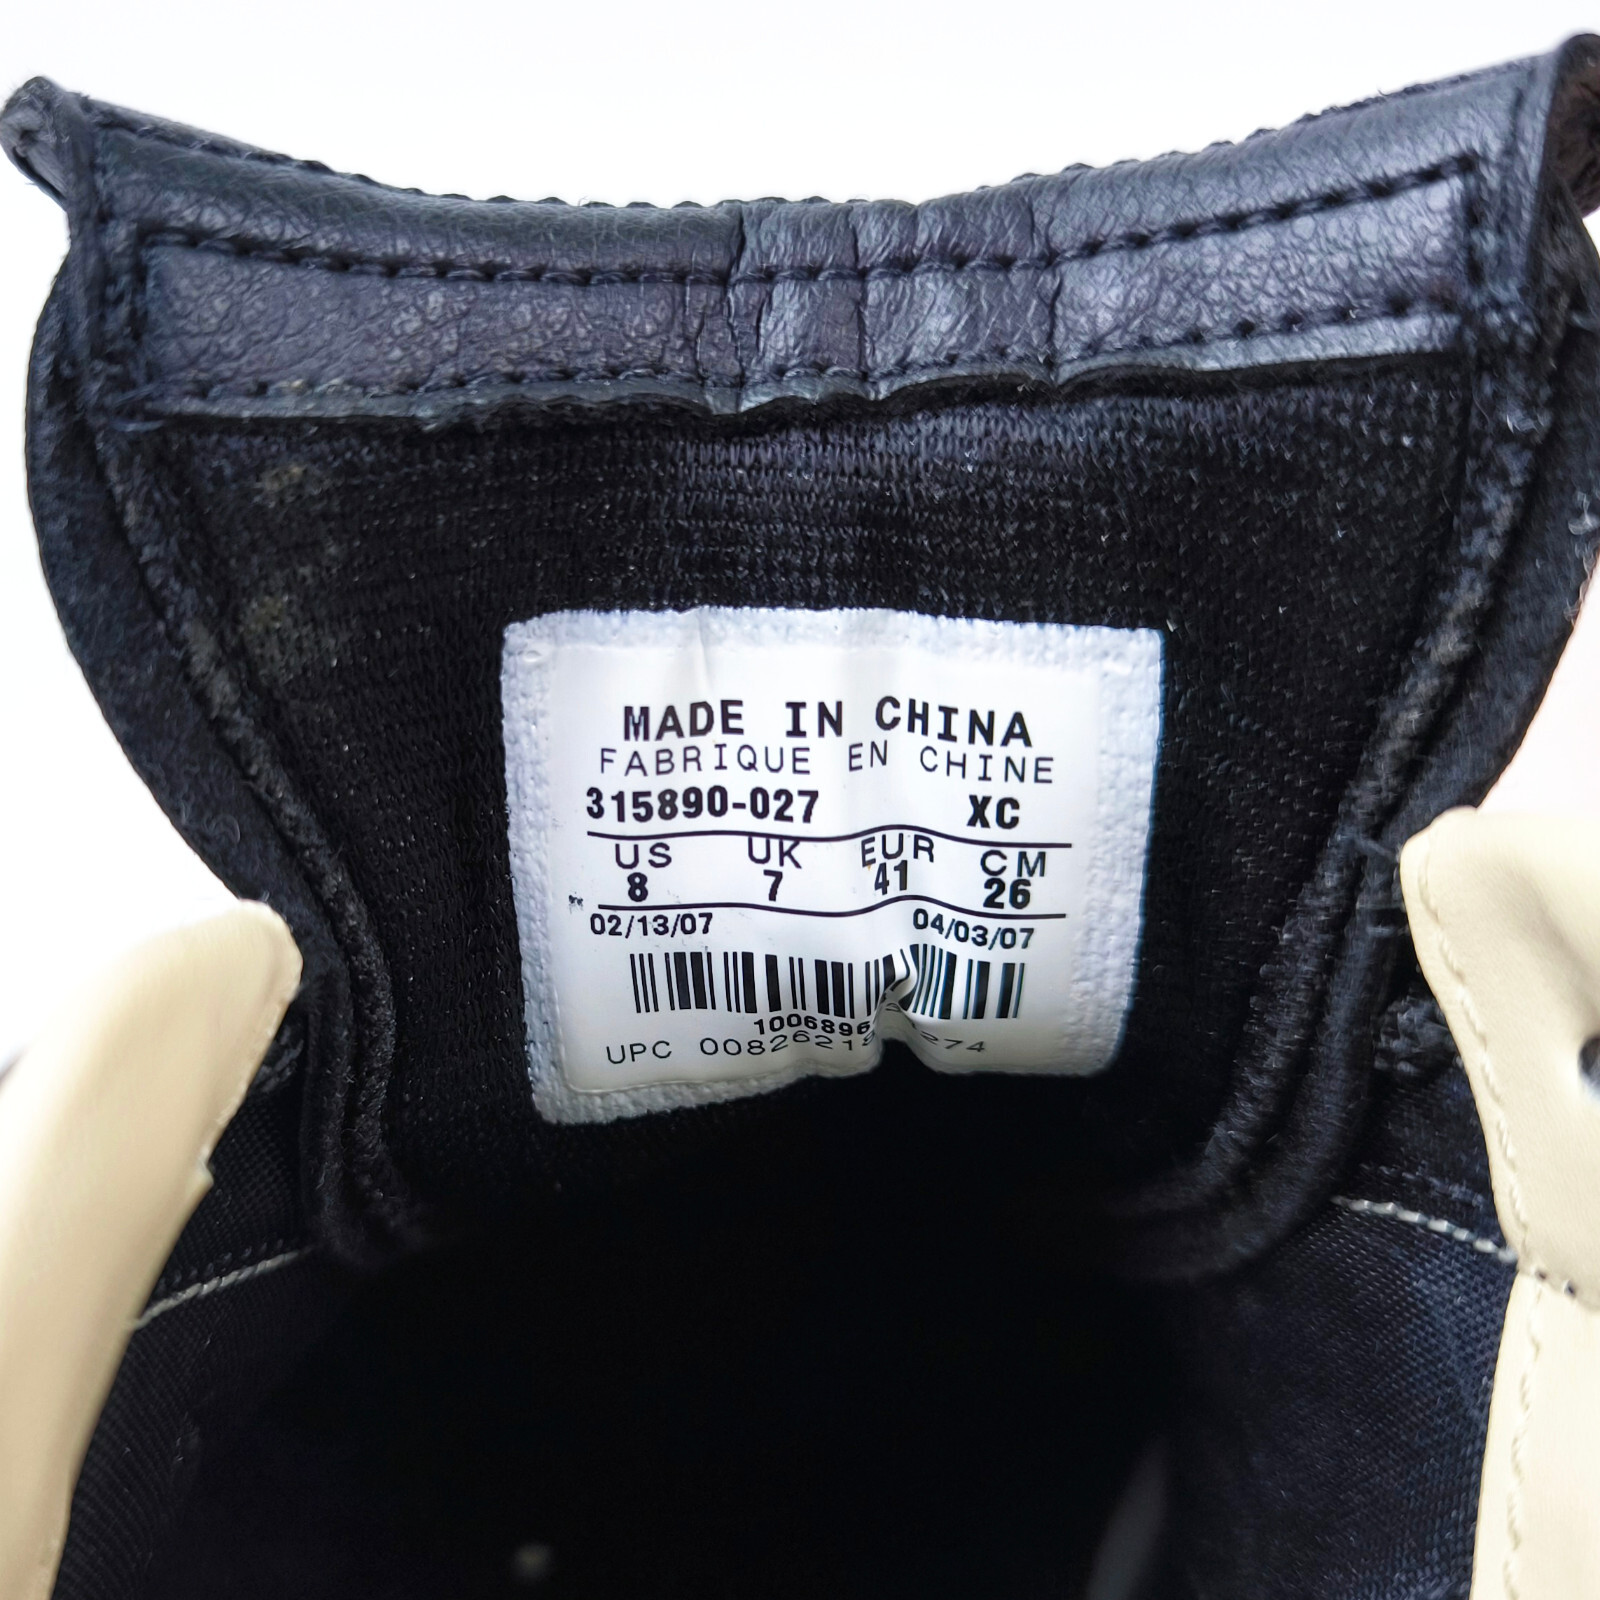 MADE IN CHINA
FABRIQUE EN CHINE
315890-027 XC
US UK EUR CM
8 7 41 26
02/13/07 04/03/07
UPC